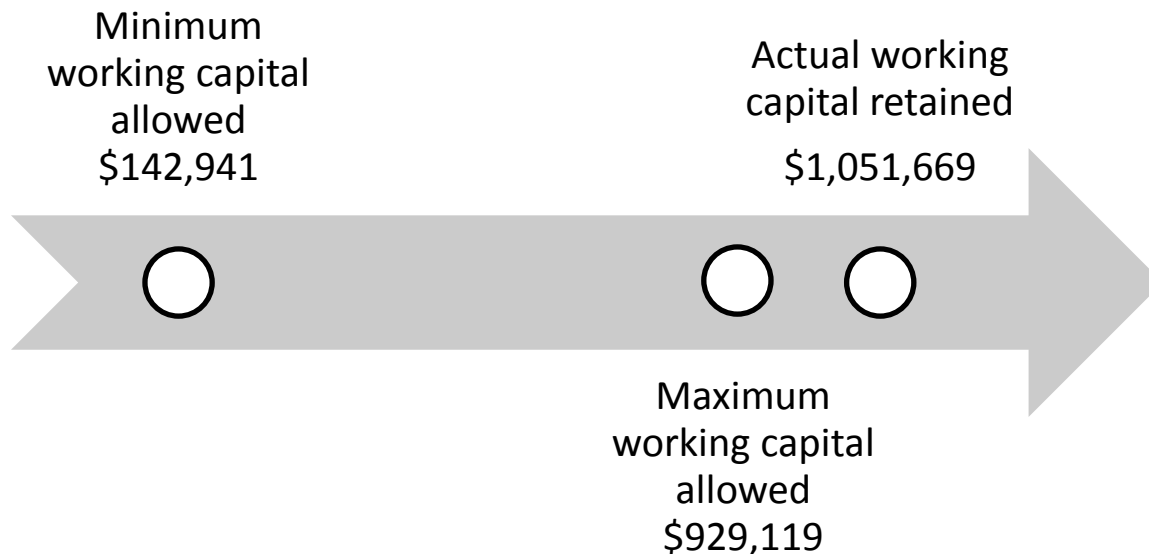 Minimum
working capital
allowed
$142,941
Actual working
capital retained
$1,051,669
Maximum
working capital
allowed
$929,119